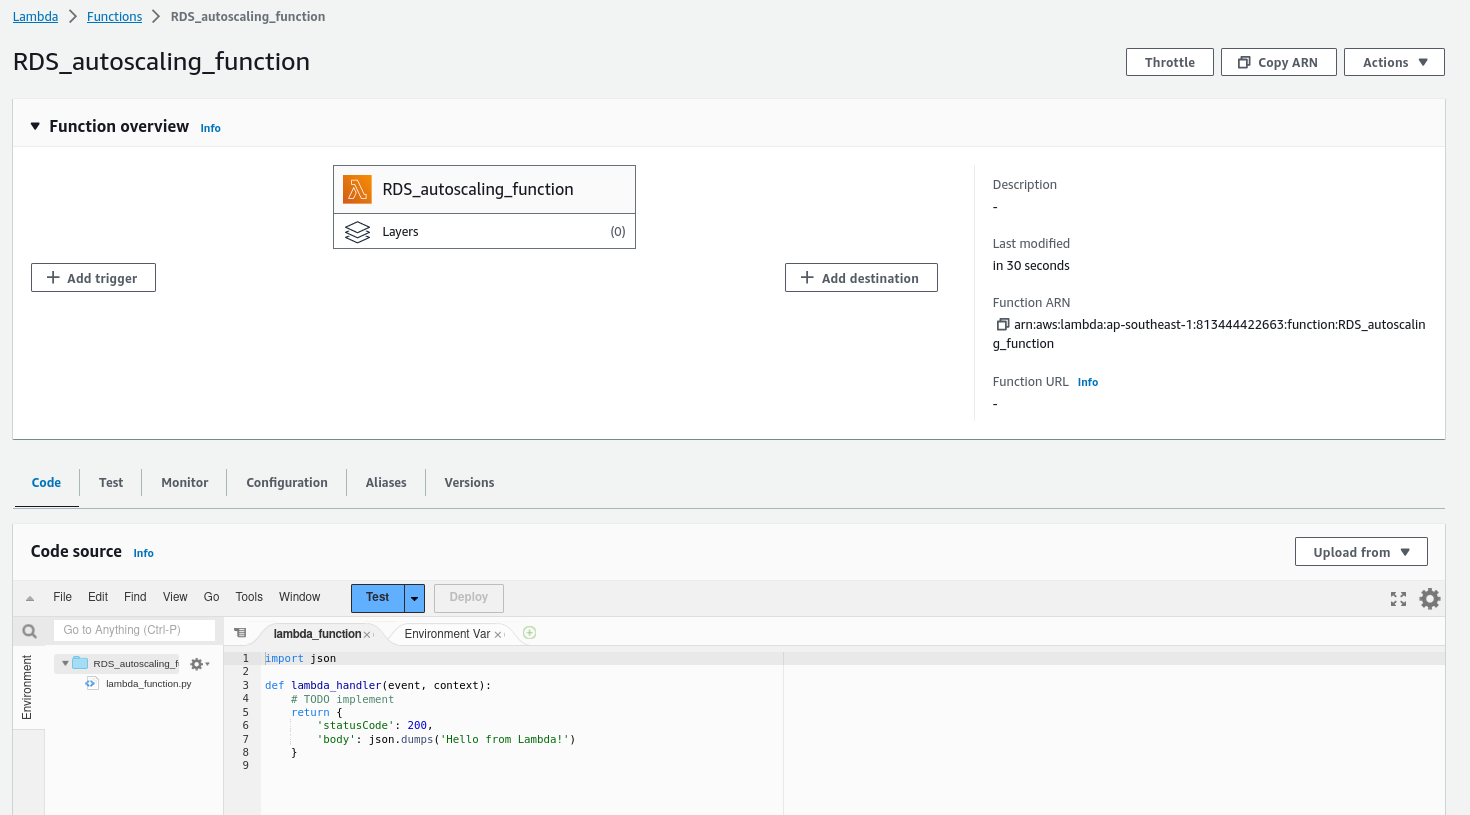 Lambda > Functions > RDS_autoscaling_function
RDS_autoscaling_function
Throttle
Copy ARN
Actions ▼
▼ Function overview Info
RDS_autoscaling_function
Layers (0)
+ Add trigger
+ Add destination
Description
-
Last modified
in 30 seconds
Function ARN
arn:aws:lambda:ap-southeast-1:813444422663:function:RDS_autoscalin
g_function
Function URL Info
-
Code
Test
Monitor
Configuration
Aliases
Versions
Code source Info
Upload from ▼
File Edit Find View Go Tools Window
Test
Deploy
Go to Anything (Ctrl-P)
lambda_function ×
Environment Var ×
Environment
RDS_autoscaling_f
lambda_function.py
1 import json
2
3 def lambda_handler(event, context):
4     # TODO implement
5     return {
6         'statusCode': 200,
7         'body': json.dumps('Hello from Lambda!')
8     }
9